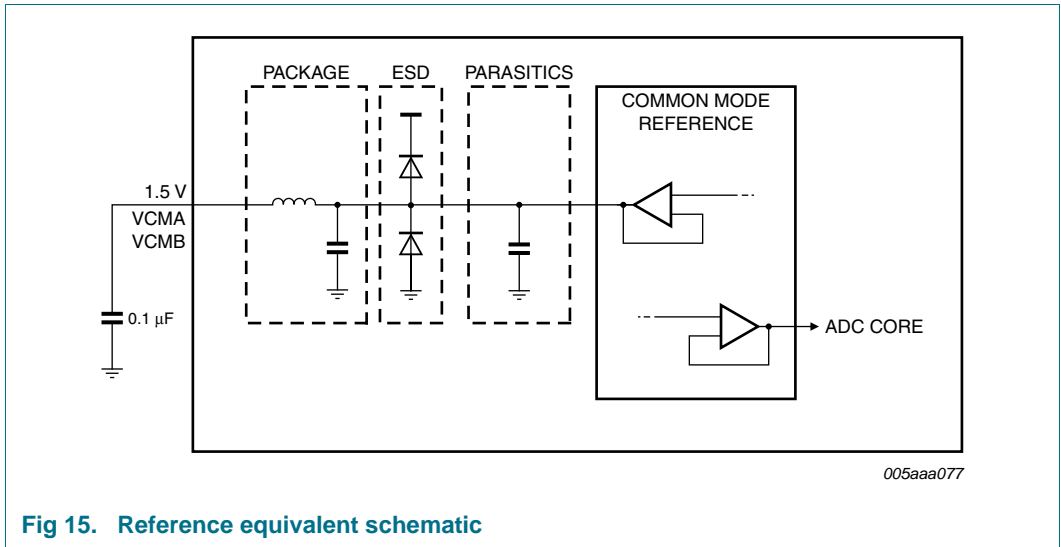 PACKAGE
ESD
PARASITICS
COMMON MODE
REFERENCE
1.5 V
VCMA
VCMB
0.1 μF
ADC CORE
005aaa077
Fig 15. Reference equivalent schematic